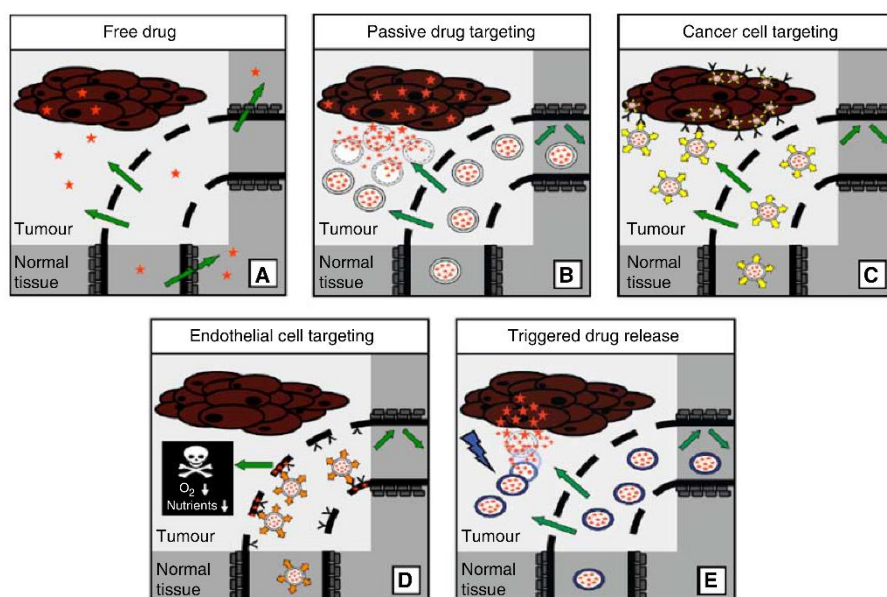 Free drug
Tumour
Normal
tissue
A
Passive drug targeting
Tumour
Normal
tissue
B
Cancer cell targeting
Tumour
Normal
tissue
C
Endothelial cell targeting
O₂
Nutrients
Tumour
Normal
tissue
D
Triggered drug release
Tumour
Normal
tissue
E